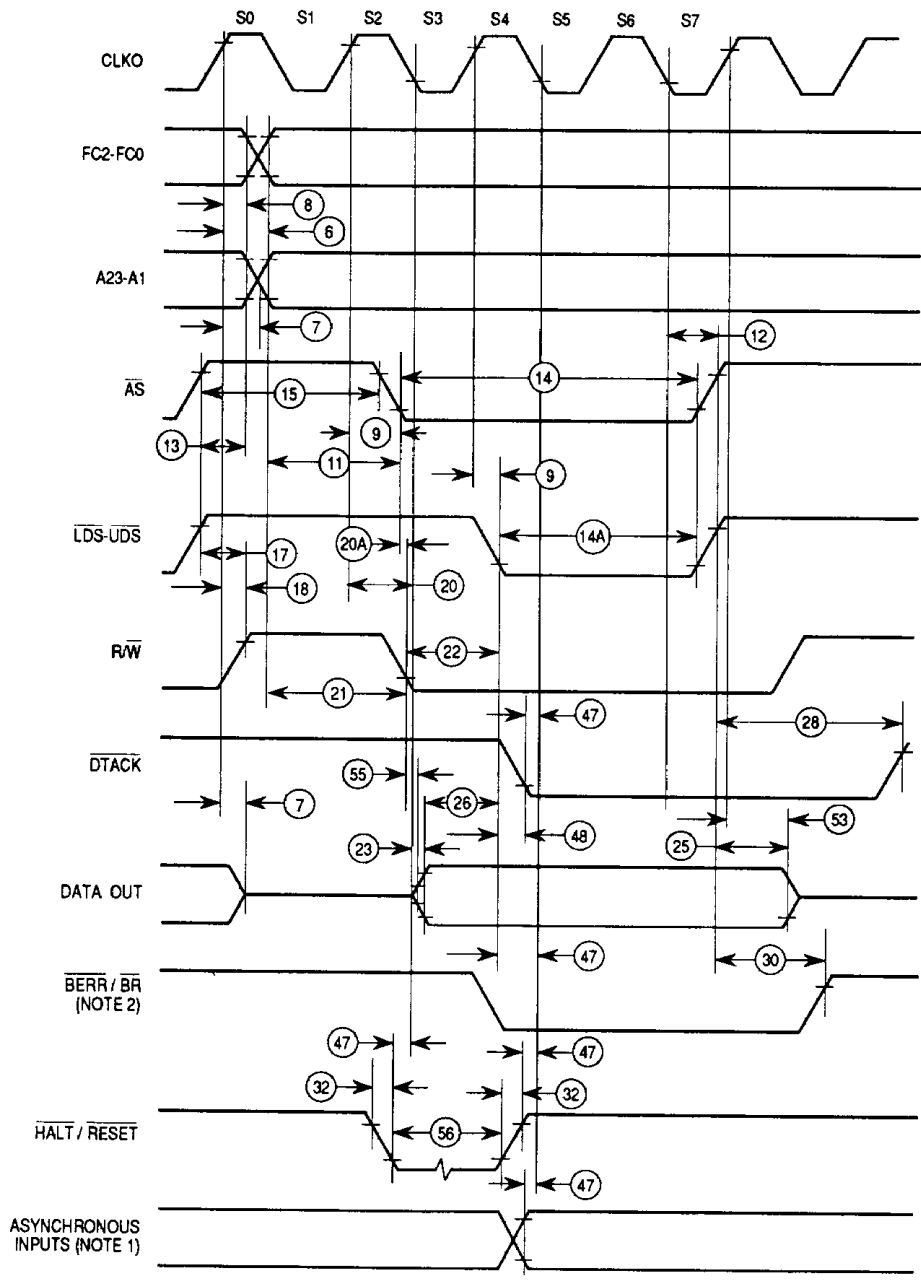 S0 S1 S2 S3 S4 S5 S6 S7
CLKO
FC2-FC0
8
6
A23-A1
7
12
AS
15
14
9
13
11
9
LDS-UDS
20A
14A
17
18
20
R/W
22
21
47
28
DTACK
55
7
26
53
23
48
25
DATA OUT
47
30
BERR / BR
(NOTE 2)
47
47
32
32
HALT / RESET
56
47
ASYNCHRONOUS
INPUTS (NOTE 1)